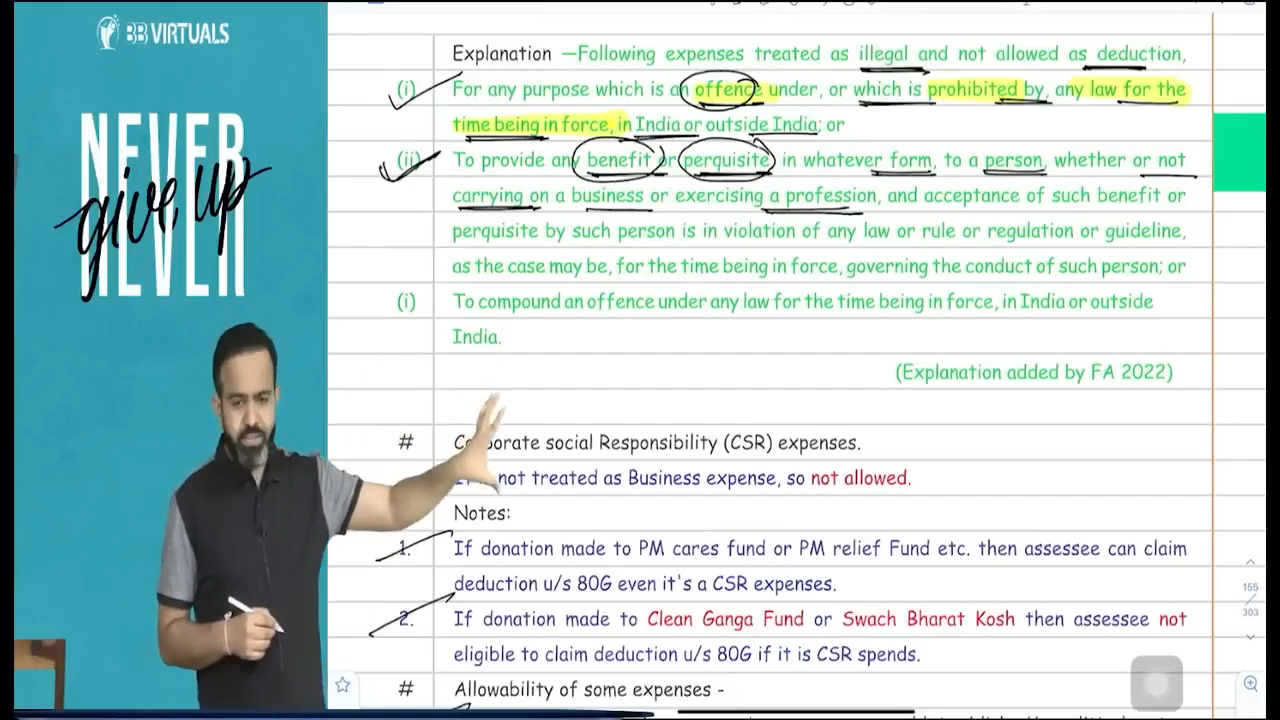 BB VIRTUALS
NEVER
give up
NEVER
Explanation —Following expenses treated as illegal and not allowed as deduction,
(i) For any purpose which is an offence under, or which is prohibited by, any law for the
time being in force, in India or outside India; or
(ii) To provide any benefit or perquisite in whatever form, to a person, whether or not
carrying on a business or exercising a profession, and acceptance of such benefit or
perquisite by such person is in violation of any law or rule or regulation or guideline,
as the case may be, for the time being in force, governing the conduct of such person; or
(i) To compound an offence under any law for the time being in force, in India or outside
India.
(Explanation added by FA 2022)
# Corporate social Responsibility (CSR) expenses.
not treated as Business expense, so not allowed.
Notes:
1. If donation made to PM cares fund or PM relief Fund etc. then assessee can claim
deduction u/s 80G even it's a CSR expenses.
2. If donation made to Clean Ganga Fund or Swach Bharat Kosh then assessee not
eligible to claim deduction u/s 80G if it is CSR spends.
# Allowability of some expenses -
155
303